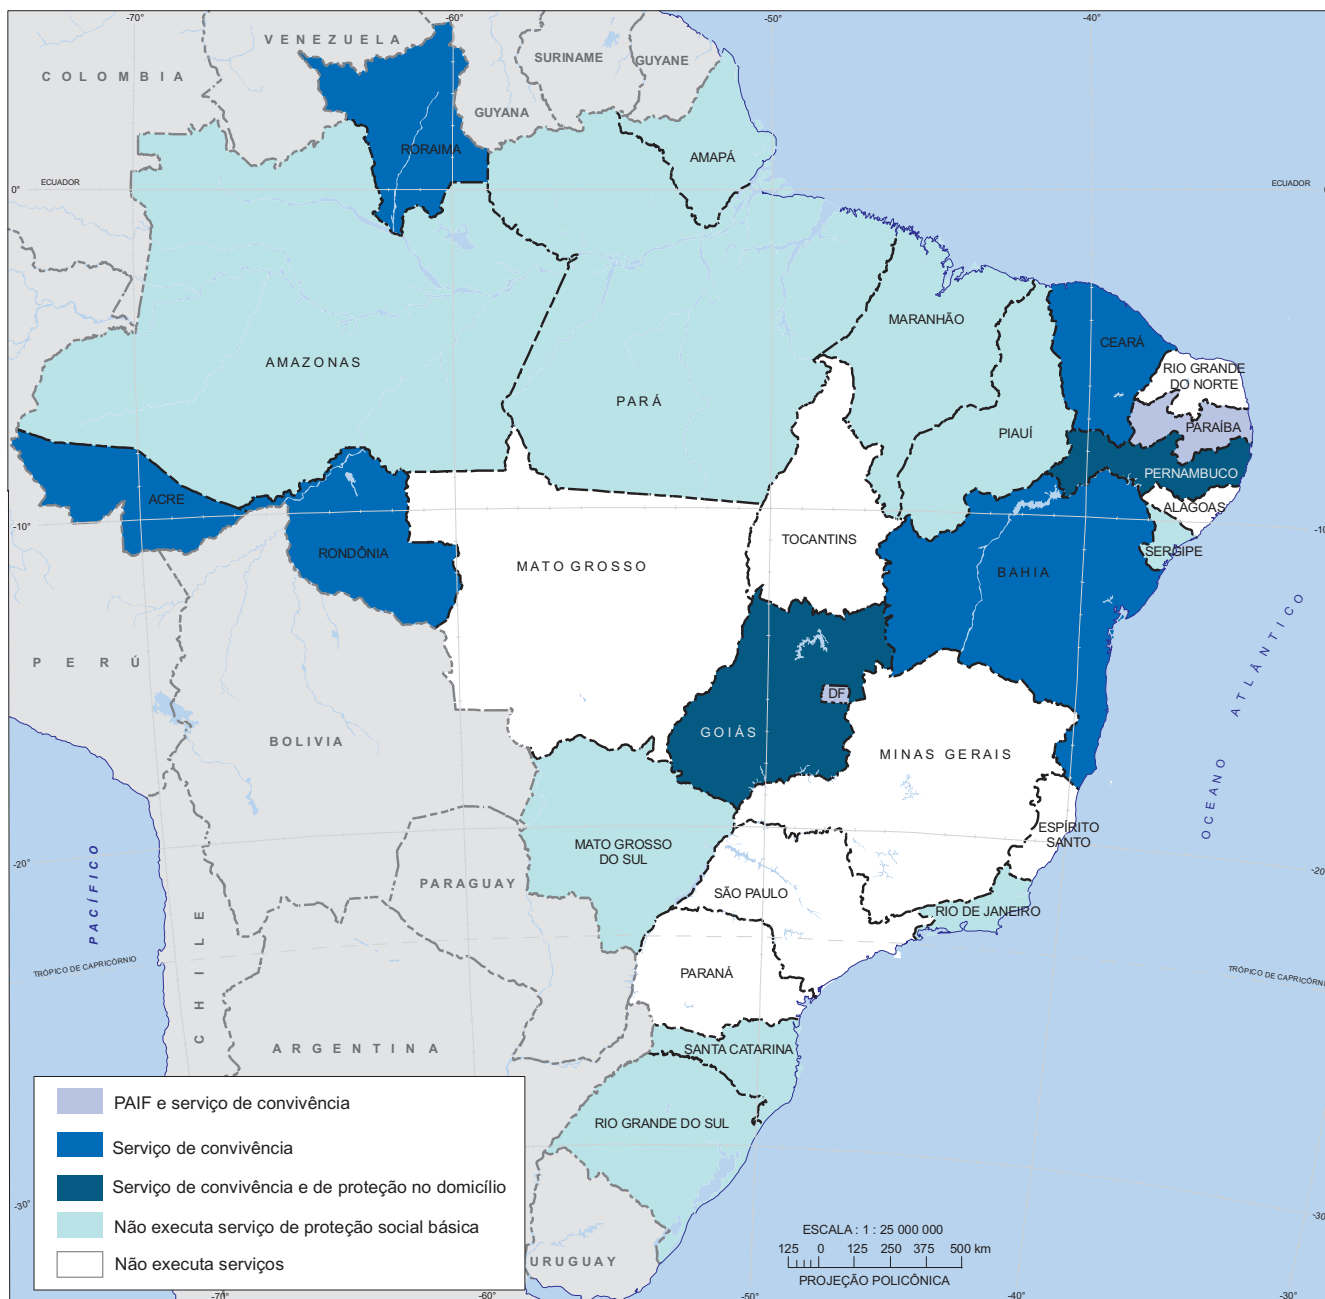 -70°
-60°
-50°
-40°
VENEZUELA
COLOMBIA
SURINAME
GUYANE
GUYANA
RORAIMA
AMAPÁ
ECUADOR
ECUADOR
0°
MARANHÃO
CEARÁ
AMAZONAS
PARÁ
RIO GRANDE
DO NORTE
PIAUÍ
PARAÍBA
PERNAMBUCO
ACRE
ALAGOAS
-10°
-10
RONDÔNIA
TOCANTINS
SERGIPE
MATO GROSSO
BAHIA
PERÚ
OCEANO ATLÂNTICO
DF
GOIÁS
BOLIVIA
MINAS GERAIS
ESPÍRITO
SANTO
MATO GROSSO
DO SUL
-20°
-20°
PARAGUAY
SÃO PAULO
RIO DE JANEIRO
PACÍFICO
CHILE
TRÓPICO DE CAPRICÓRNIO
TRÓPICO DE CAPRICÓRNI
PARANÁ
ARGENTINA
SANTA CATARINA
RIO GRANDE DO SUL
PAIF e serviço de convivência
Serviço de convivência
Serviço de convivência e de proteção no domicílio
Não executa serviço de proteção social básica
Não executa serviços
-30°
-30°
URUGUAY
ESCALA : 1 : 25 000 000
125 0 125 250 375 500 km
PROJEÇÃO POLICÔNICA
-70°
-60°
-50°
-40°
-30°